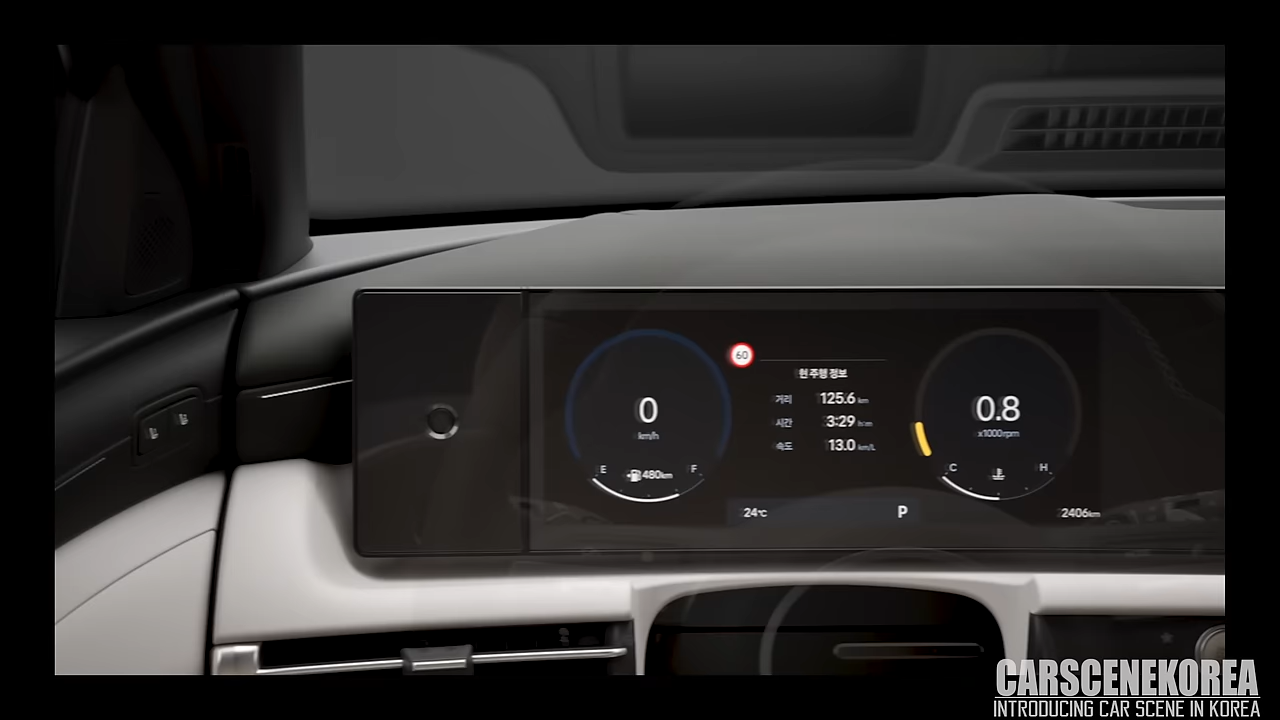 60
현 주행 정보
거리 125.6 km
시간 3:29 h:m
속도 13.0 km/L
0
km/h
E 480km F
0.8
x1000rpm
C H
24℃ P
2406km
CARSCENEKOREA
INTRODUCING CAR SCENE IN KOREA